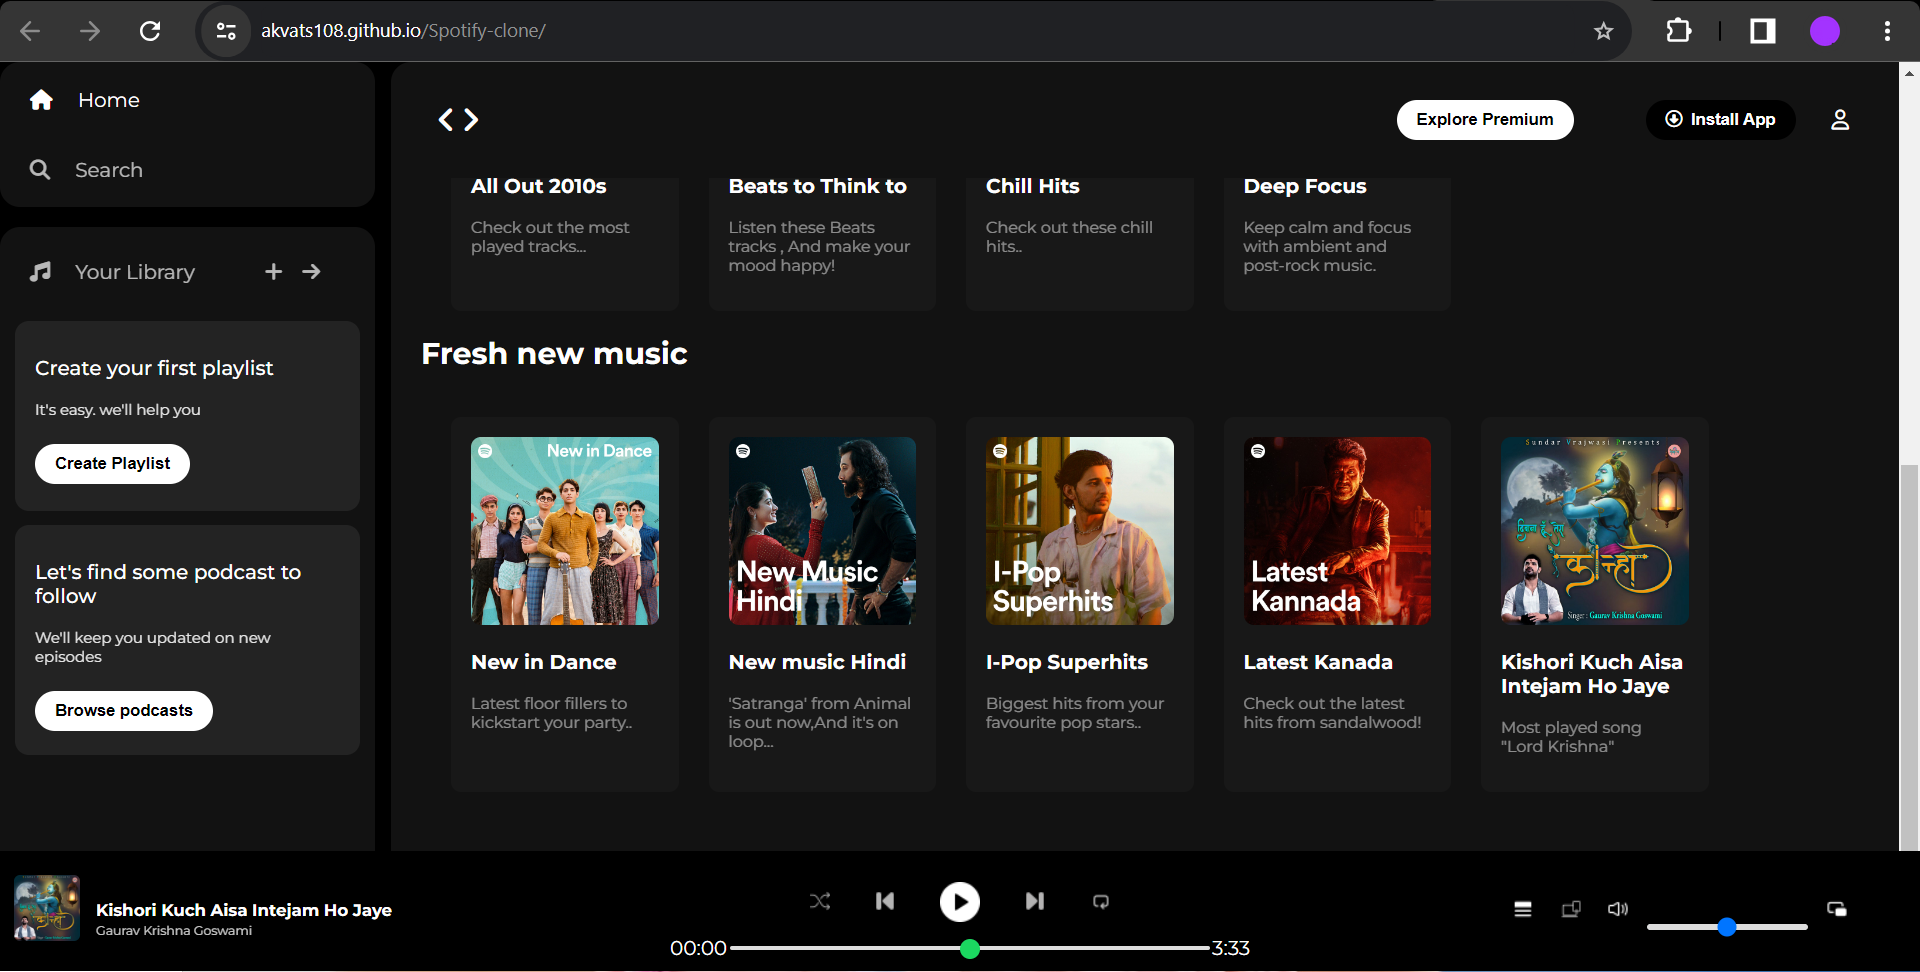 akvats108.github.io/Spotify-clone/
Home
Search
Your Library
Create your first playlist
It's easy. we'll help you
Create Playlist
Let's find some podcast to
follow
We'll keep you updated on new
episodes
Browse podcasts
Explore Premium
Install App
All Out 2010s
Check out the most
played tracks...
Beats to Think to
Listen these Beats
tracks , And make your
mood happy!
Chill Hits
Check out these chill
hits..
Deep Focus
Keep calm and focus
with ambient and
post-rock music.
Fresh new music
New in Dance
New in Dance
Latest floor fillers to
kickstart your party..
New Music
Hindi
New music Hindi
'Satranga' from Animal
is out now,And it's on
loop...
I-Pop
Superhits
I-Pop Superhits
Biggest hits from your
favourite pop stars..
Latest
Kannada
Latest Kanada
Check out the latest
hits from sandalwood!
Sundar Vrajwasi Presents
दिवाना हूँ तेरा
कान्हा
Singer : Gaurav Krishna Goswami
Kishori Kuch Aisa
Intejam Ho Jaye
Most played song
"Lord Krishna"
Kishori Kuch Aisa Intejam Ho Jaye
Gaurav Krishna Goswami
00:00
3:33